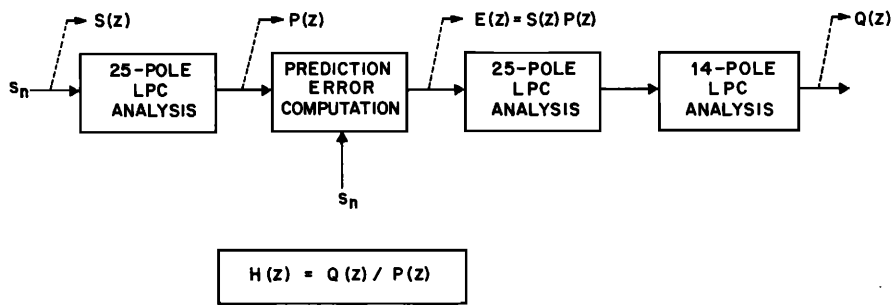 S(z)
P(z)
E(z) = S(z) P(z)
Q(z)
sn
25-POLE
LPC
ANALYSIS
PREDICTION
ERROR
COMPUTATION
25-POLE
LPC
ANALYSIS
14-POLE
LPC
ANALYSIS
sn
H(z) = Q(z) / P(z)